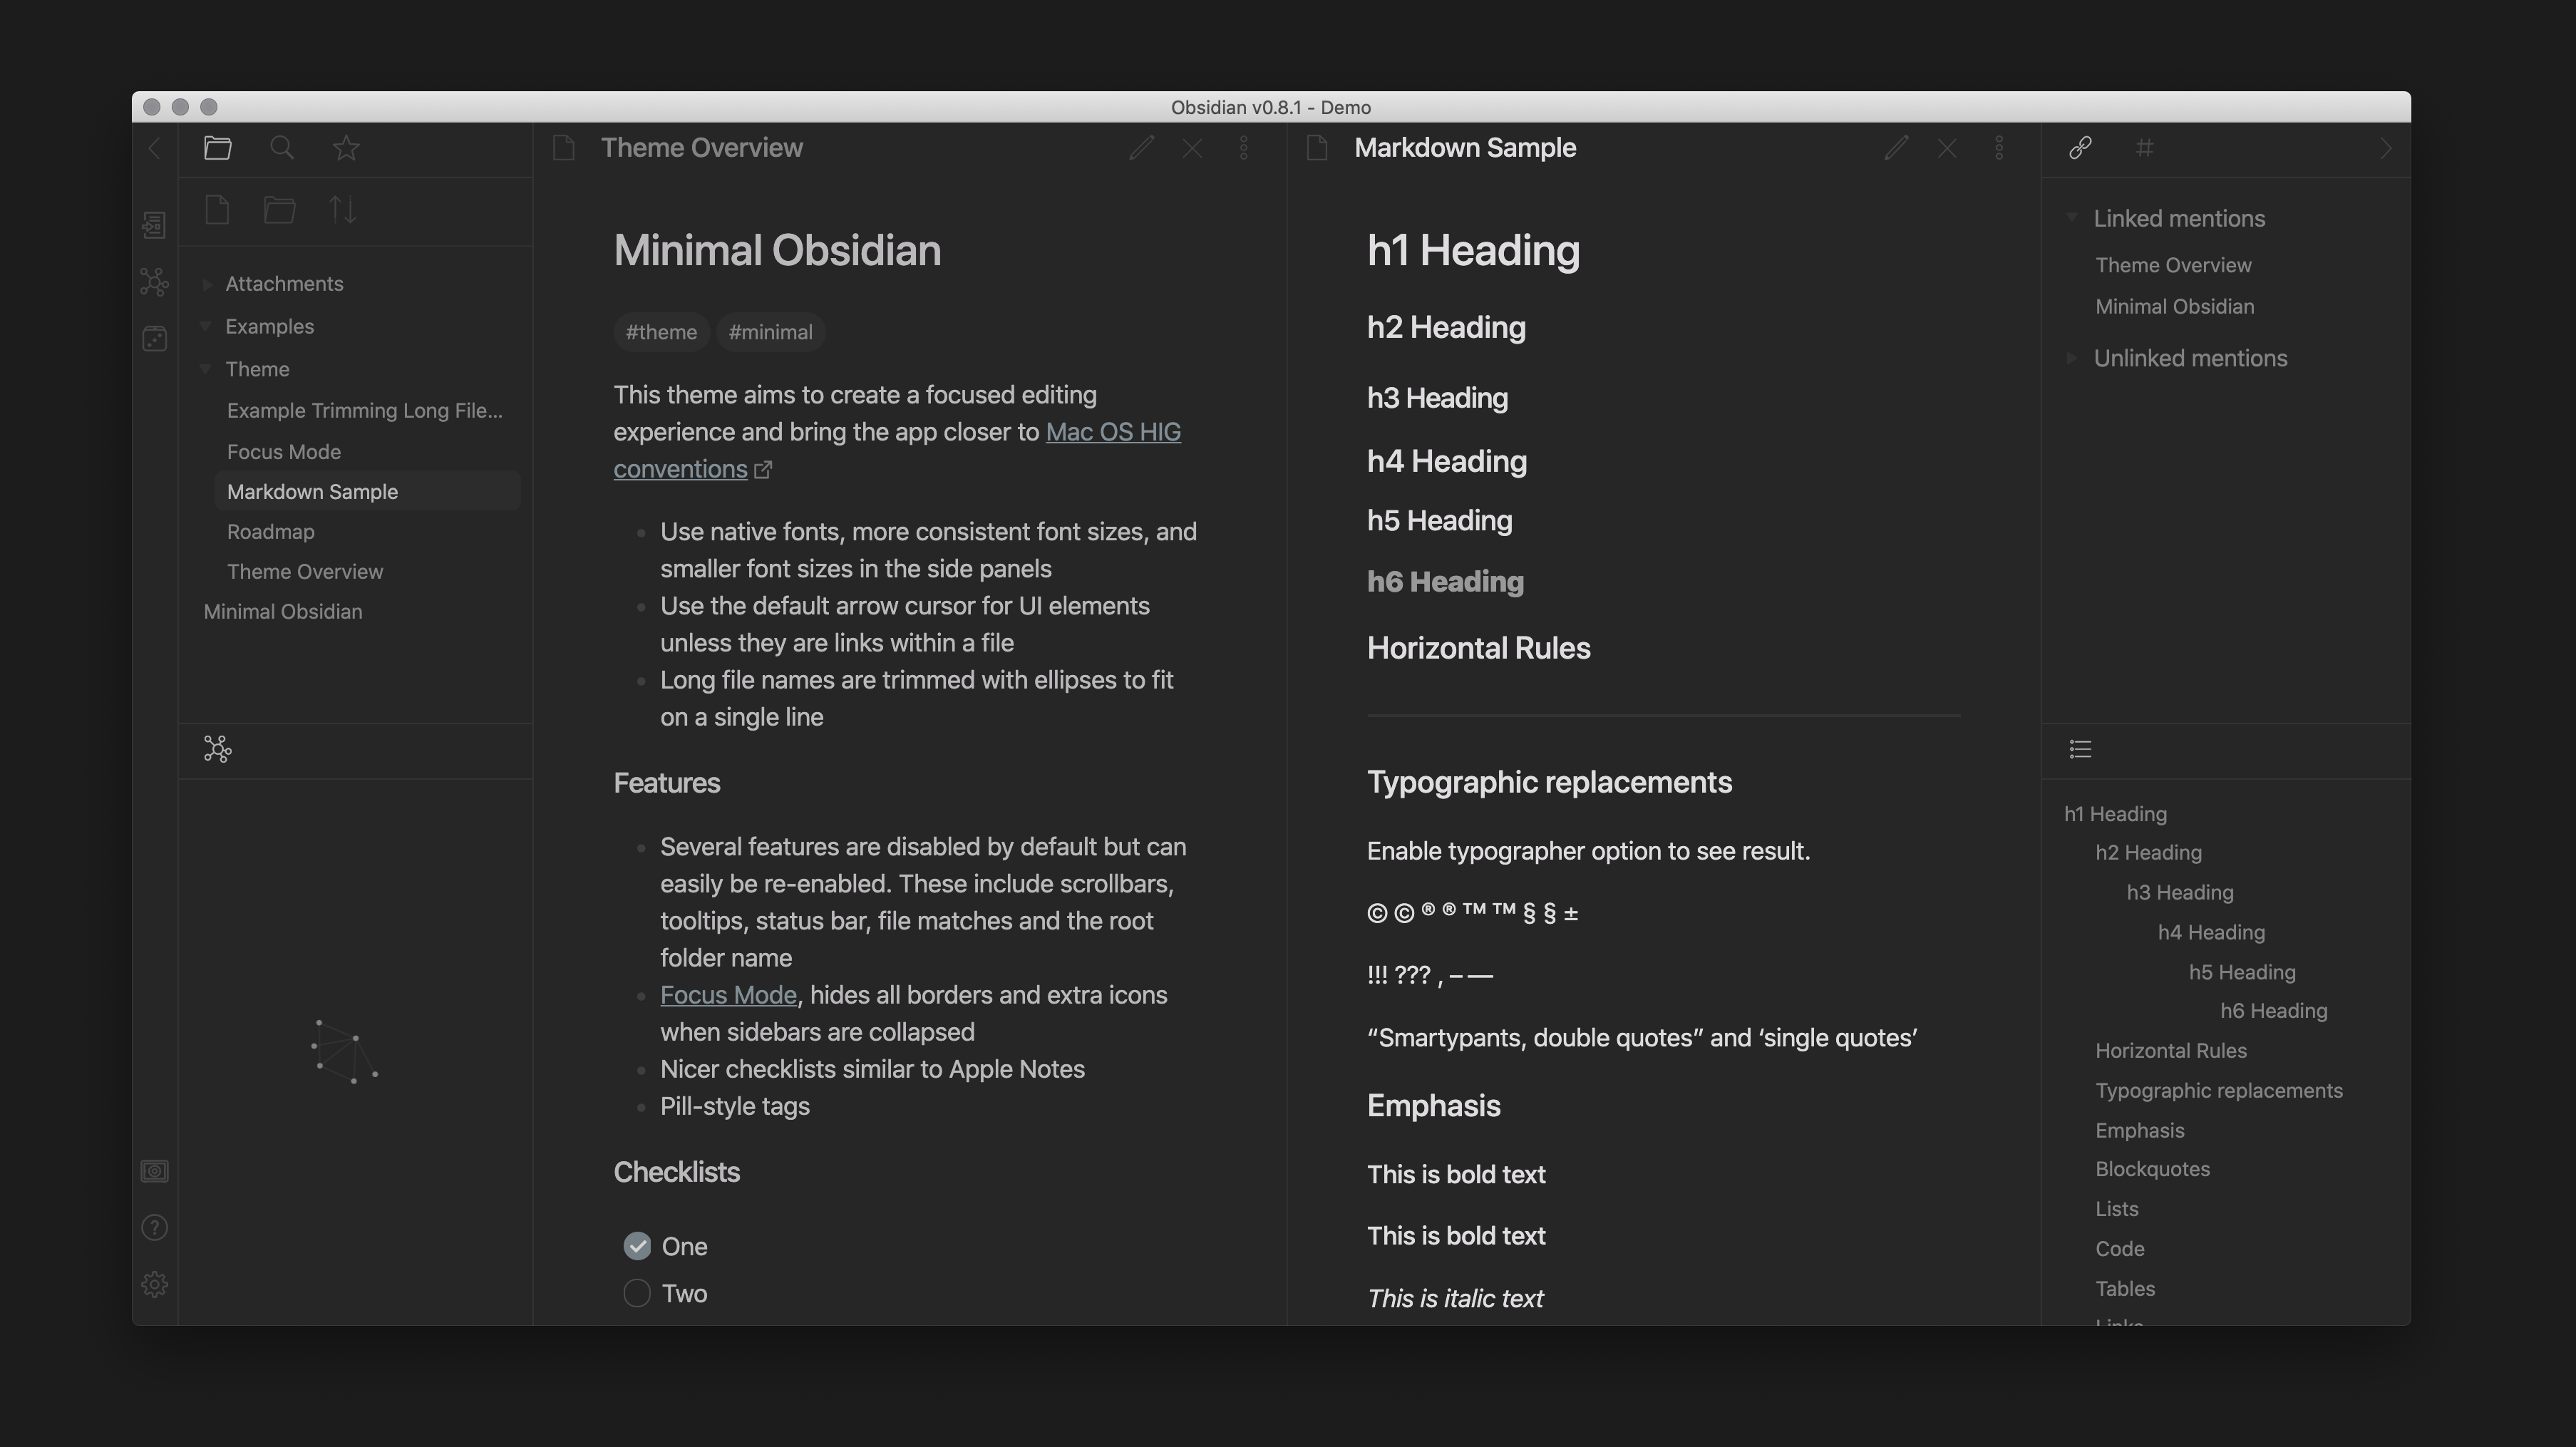 Obsidian v0.8.1 - Demo
Attachments
Examples
Theme
Example Trimming Long File...
Focus Mode
Markdown Sample
Roadmap
Theme Overview
Minimal Obsidian
Theme Overview
Minimal Obsidian
#theme #minimal
This theme aims to create a focused editing
experience and bring the app closer to Mac OS HIG
conventions
Use native fonts, more consistent font sizes, and
smaller font sizes in the side panels
Use the default arrow cursor for UI elements
unless they are links within a file
Long file names are trimmed with ellipses to fit
on a single line
Features
Several features are disabled by default but can
easily be re-enabled. These include scrollbars,
tooltips, status bar, file matches and the root
folder name
Focus Mode, hides all borders and extra icons
when sidebars are collapsed
Nicer checklists similar to Apple Notes
Pill-style tags
Checklists
One
Two
Markdown Sample
h1 Heading
h2 Heading
h3 Heading
h4 Heading
h5 Heading
h6 Heading
Horizontal Rules
Typographic replacements
Enable typographer option to see result.
© © ® ® ™ ™ § § ±
!!! ??? , – —
“Smartypants, double quotes” and ‘single quotes’
Emphasis
This is bold text
This is bold text
This is italic text
#
Linked mentions
Theme Overview
Minimal Obsidian
Unlinked mentions
h1 Heading
h2 Heading
h3 Heading
h4 Heading
h5 Heading
h6 Heading
Horizontal Rules
Typographic replacements
Emphasis
Blockquotes
Lists
Code
Tables